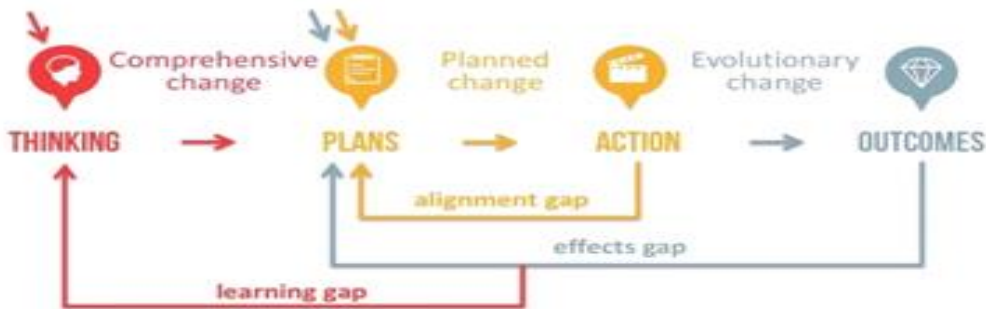 Comprehensive
change
Planned
change
Evolutionary
change
THINKING
PLANS
ACTION
OUTCOMES
alignment gap
effects gap
learning gap